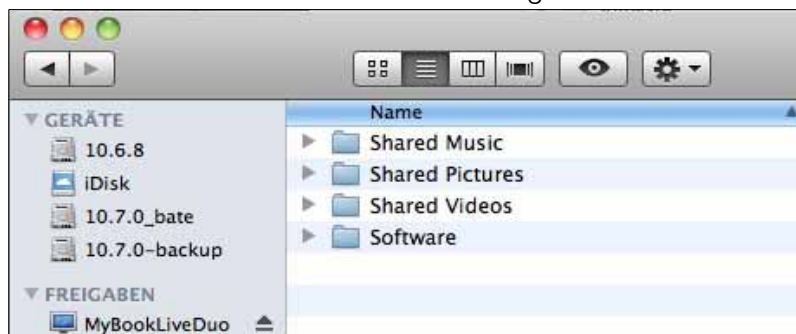 GERÄTE
10.6.8
iDisk
10.7.0_bate
10.7.0-backup
FREIGABEN
MyBookLiveDuo
Name
Shared Music
Shared Pictures
Shared Videos
Software